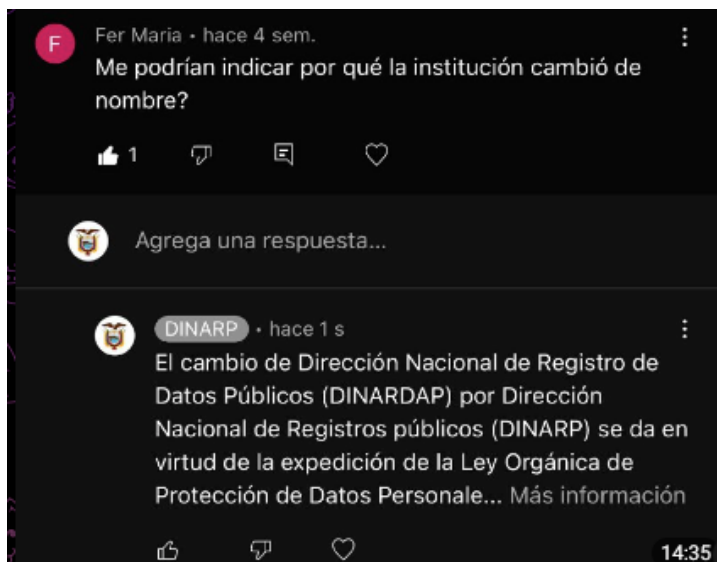 F
Fer Maria • hace 4 sem.
Me podrían indicar por qué la institución cambió de
nombre?
1
Agrega una respuesta...
DINARP • hace 1 s
El cambio de Dirección Nacional de Registro de
Datos Públicos (DINARDAP) por Dirección
Nacional de Registros públicos (DINARP) se da en
virtud de la expedición de la Ley Orgánica de
Protección de Datos Personale... Más información
14:35